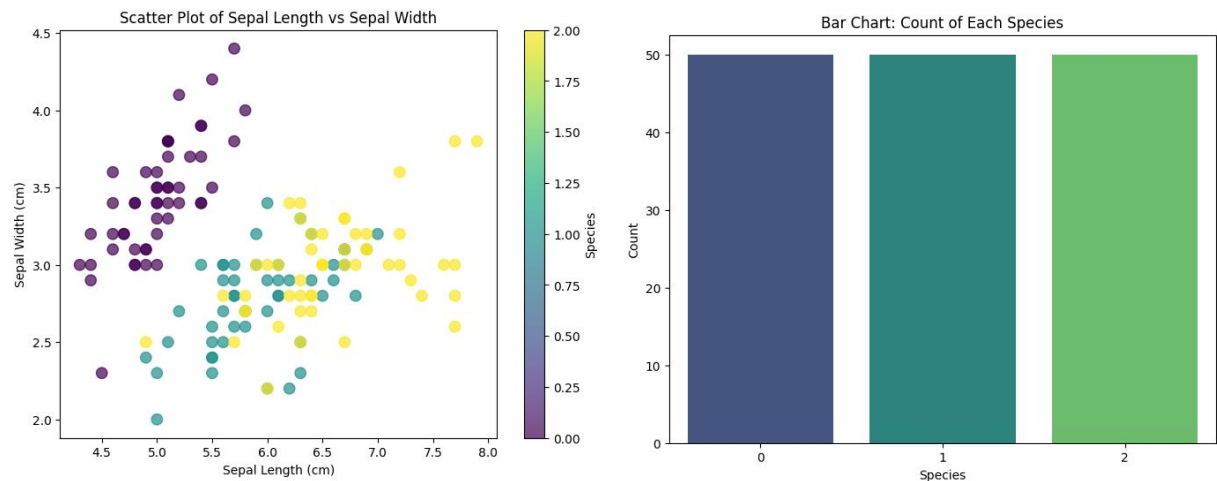 Scatter Plot of Sepal Length vs Sepal Width
4.5
4.0
3.5
3.0
2.5
2.0
Sepal Width (cm)
4.5 5.0 5.5 6.0 6.5 7.0 7.5 8.0
Sepal Length (cm)
2.00
1.75
1.50
1.25
1.00
0.75
0.50
0.25
0.00
Species
Bar Chart: Count of Each Species
50
40
30
20
10
0
Count
0 1 2
Species